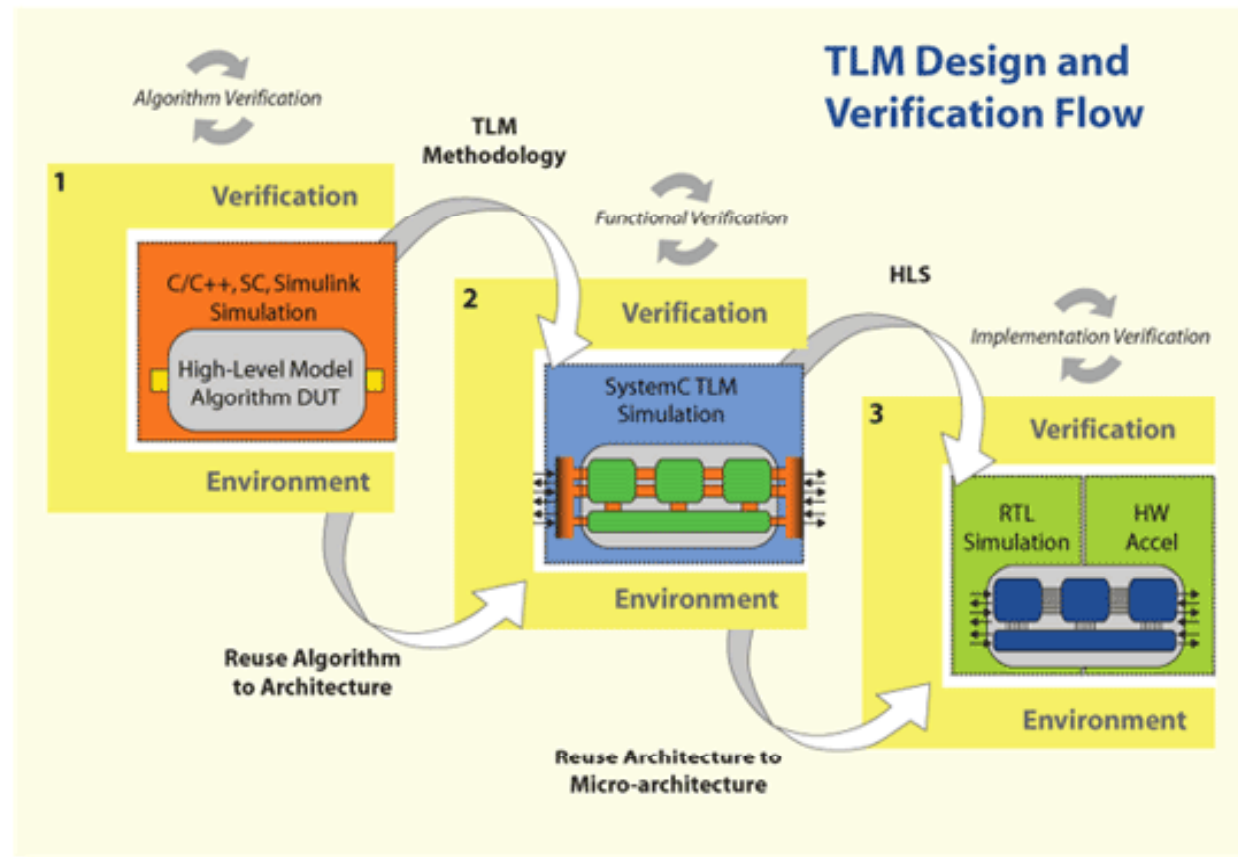 TLM Design and
Verification Flow
Algorithm Verification
TLM
Methodology
1
Verification
C/C++, SC, Simulink
Simulation
High-Level Model
Algorithm DUT
Environment
Functional Verification
2
Verification
SystemC TLM
Simulation
Environment
HLS
Implementation Verification
3
Verification
RTL
Simulation
HW
Accel
Environment
Reuse Algorithm
to Architecture
Reuse Architecture to
Micro-architecture